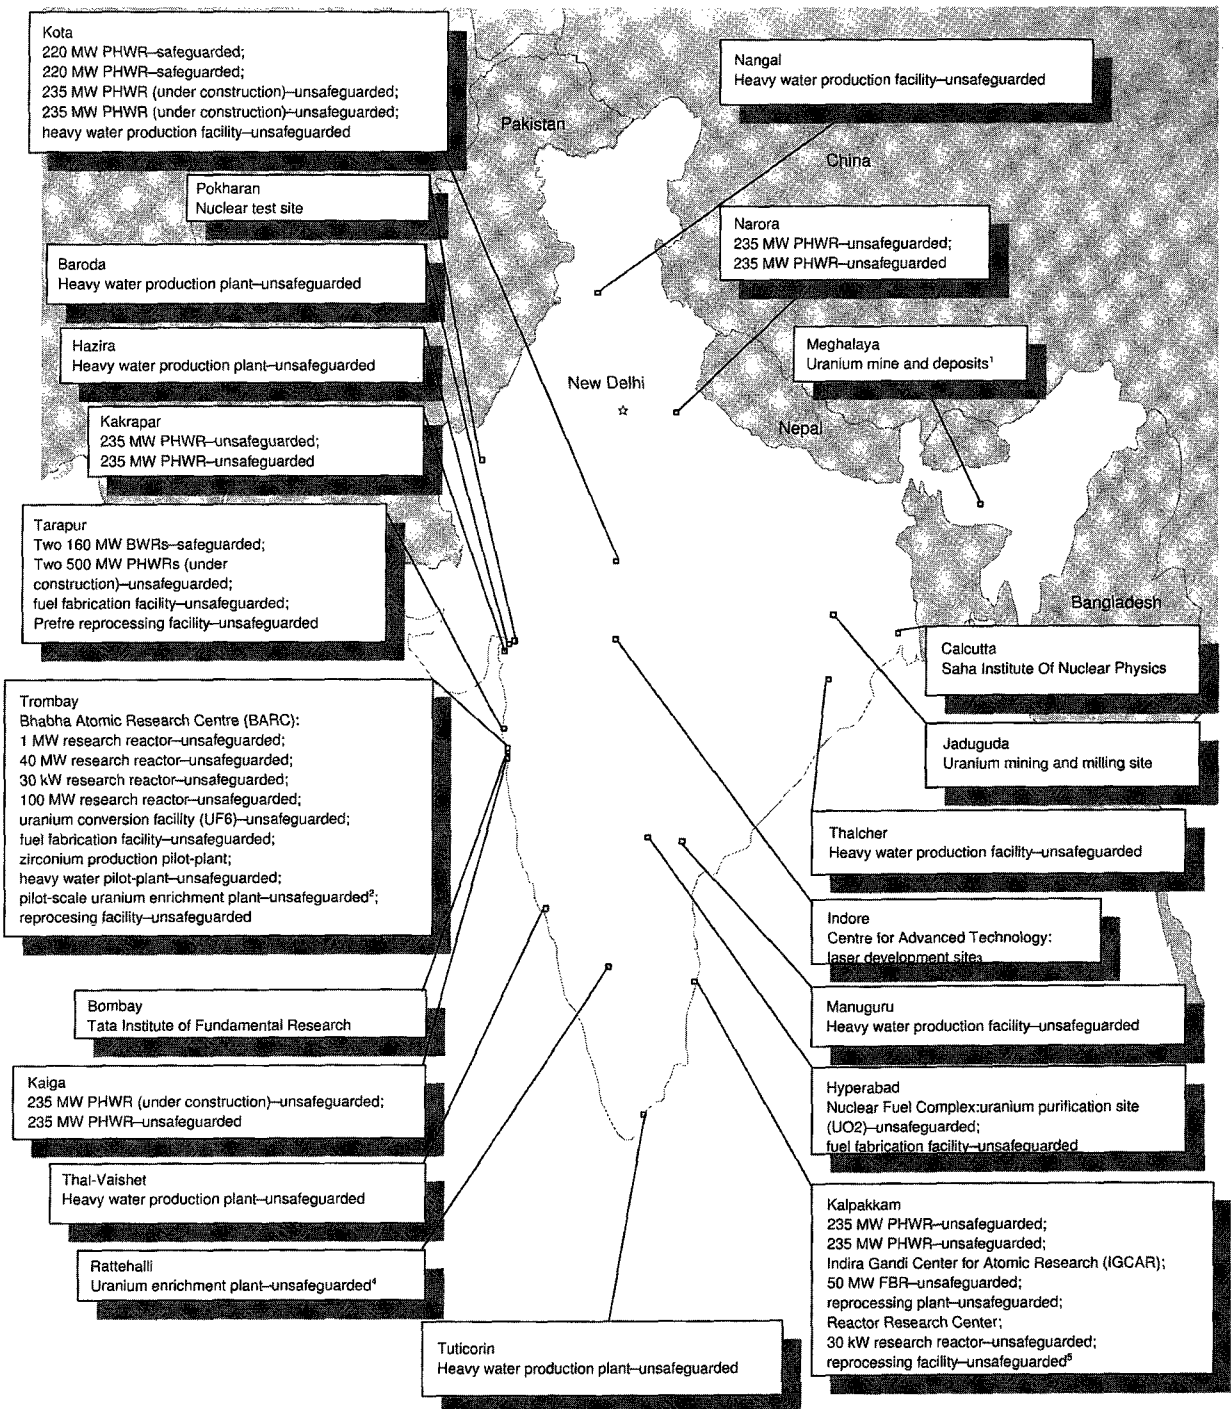 Kota
220 MW PHWR–safeguarded;
220 MW PHWR–safeguarded;
235 MW PHWR (under construction)–unsafeguarded;
235 MW PHWR (under construction)–unsafeguarded;
heavy water production facility–unsafeguarded
Nangal
Heavy water production facility–unsafeguarded
Pakistan
China
Pokharan
Nuclear test site
Narora
235 MW PHWR–unsafeguarded;
235 MW PHWR–unsafeguarded
Baroda
Heavy water production plant–unsafeguarded
Hazira
Heavy water production plant–unsafeguarded
Meghalaya
Uranium mine and deposits¹
New Delhi
Nepal
Kakrapar
235 MW PHWR–unsafeguarded;
235 MW PHWR–unsafeguarded
Tarapur
Two 160 MW BWRs–safeguarded;
Two 500 MW PHWRs (under
construction)–unsafeguarded;
fuel fabrication facility–unsafeguarded;
Prefre reprocessing facility–unsafeguarded
Bangladesh
Calcutta
Saha Institute Of Nuclear Physics
Trombay
Bhabha Atomic Research Centre (BARC):
1 MW research reactor–unsafeguarded;
40 MW research reactor–unsafeguarded;
30 kW research reactor–unsafeguarded;
100 MW research reactor–unsafeguarded;
uranium conversion facility (UF6)–unsafeguarded;
fuel fabrication facility–unsafeguarded;
zirconium production pilot-plant;
heavy water pilot-plant–unsafeguarded;
pilot-scale uranium enrichment plant–unsafeguarded²;
reprocesing facility–unsafeguarded
Jaduguda
Uranium mining and milling site
Thalcher
Heavy water production facility–unsafeguarded
Indore
Centre for Advanced Technology:
laser development site³
Bombay
Tata Institute of Fundamental Research
Manuguru
Heavy water production facility–unsafeguarded
Kaiga
235 MW PHWR (under construction)–unsafeguarded;
235 MW PHWR–unsafeguarded
Hyperabad
Nuclear Fuel Complex:uranium purification site
(UO2)–unsafeguarded;
fuel fabrication facility–unsafeguarded
Thal-Vaishet
Heavy water production plant–unsafeguarded
Rattehalli
Uranium enrichment plant–unsafeguarded⁴
Kalpakkam
235 MW PHWR–unsafeguarded;
235 MW PHWR–unsafeguarded;
Indira Gandi Center for Atomic Research (IGCAR);
50 MW FBR–unsafeguarded;
reprocessing plant–unsafeguarded;
Reactor Research Center;
30 kW research reactor–unsafeguarded;
reprocessing facility–unsafeguarded⁵
Tuticorin
Heavy water production plant–unsafeguarded